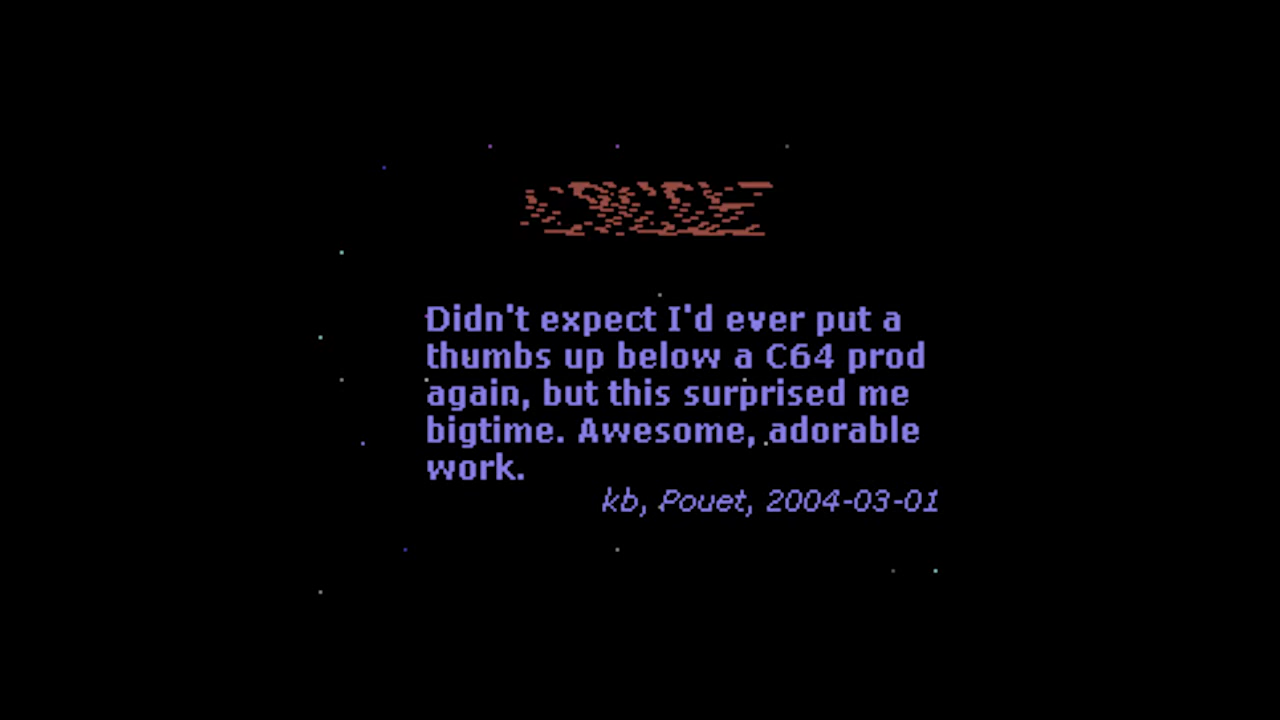 Didn't expect I'd ever put a
thumbs up below a C64 prod
again, but this surprised me
bigtime. Awesome, adorable
work.
kb, Pouet, 2004-03-01